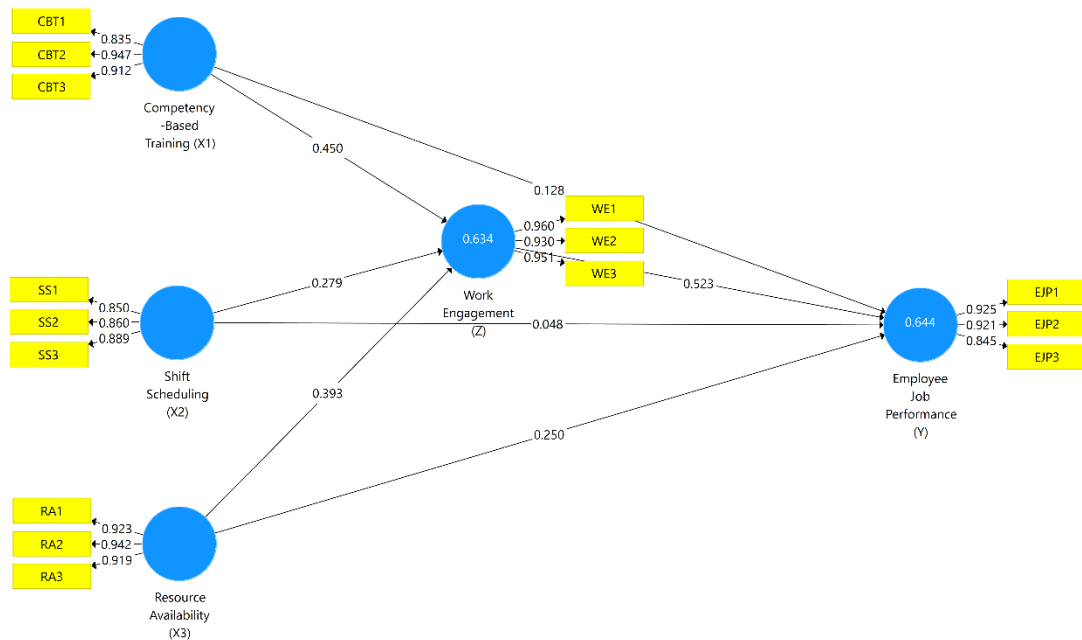 CBT1
CBT2
CBT3
0.835
0.947
0.912
Competency
-Based
Training (X1)
0.450
0.128
SS1
SS2
SS3
0.850
0.860
0.889
Shift
Scheduling
(X2)
0.279
0.048
RA1
RA2
RA3
0.923
0.942
0.919
Resource
Availability
(X3)
0.393
0.250
0.634
Work
Engagement
(Z)
0.960
0.930
0.951
WE1
WE2
WE3
0.523
0.644
Employee
Job
Performance
(Y)
0.925
0.921
0.845
EJP1
EJP2
EJP3